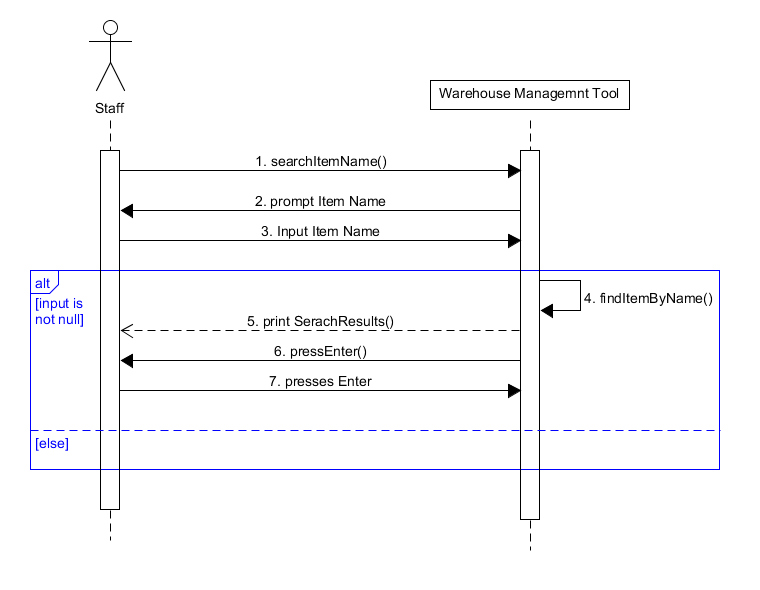 Staff
Warehouse Managemnt Tool
1. searchItemName()
2. prompt Item Name
3. Input Item Name
alt
[input is
not null]
4. findItemByName()
5. print SerachResults()
6. pressEnter()
7. presses Enter
[else]